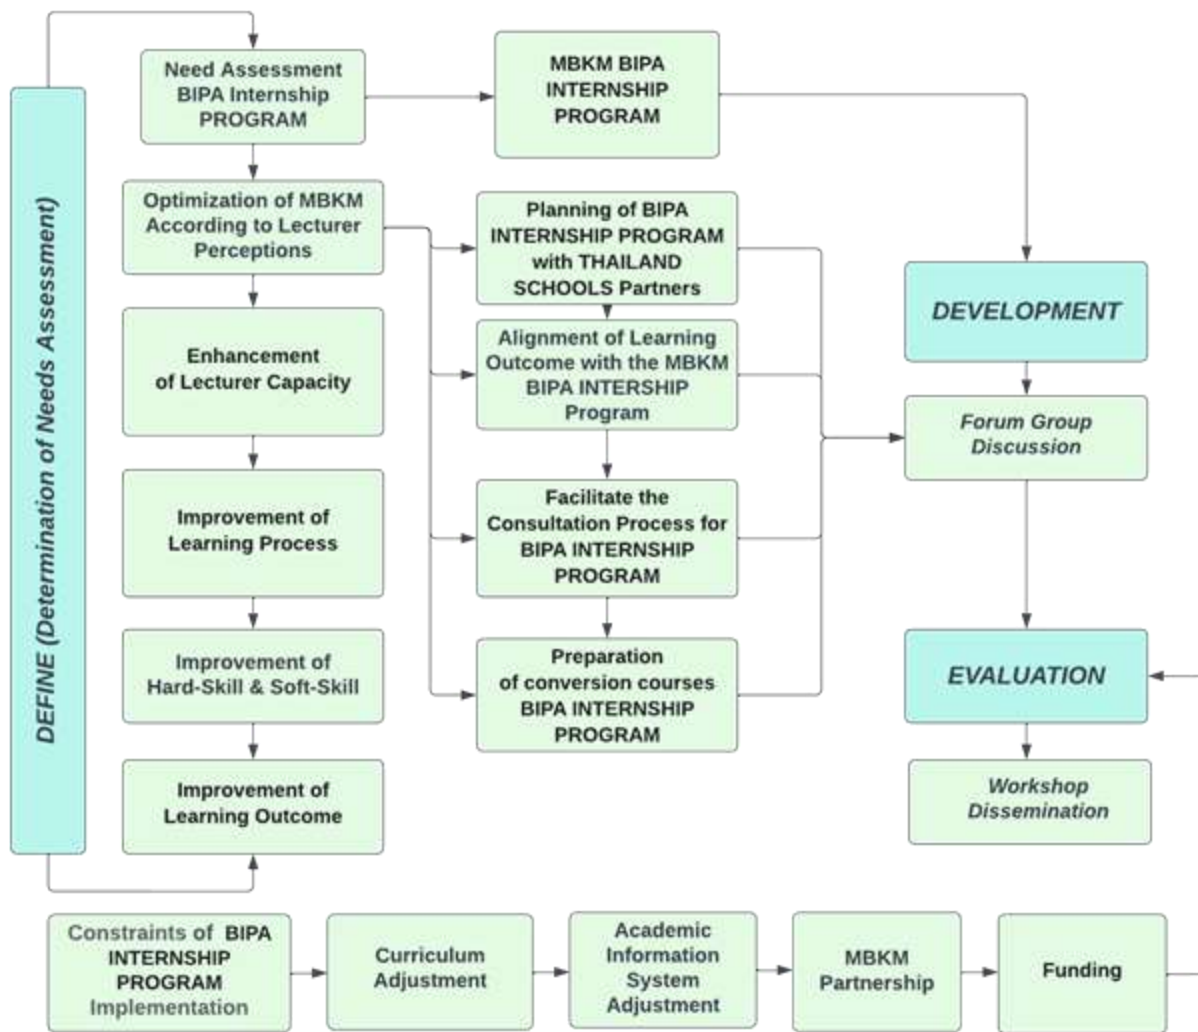 DEFINE (Determination of Needs Assessment)
Need Assessment
BIPA Internship
PROGRAM
MBKM BIPA
INTERNSHIP
PROGRAM
Optimization of MBKM
According to Lecturer
Perceptions
Enhancement
of Lecturer Capacity
Improvement of
Learning Process
Improvement of
Hard-Skill & Soft-Skill
Improvement of
Learning Outcome
Planning of BIPA
INTERNSHIP PROGRAM
with THAILAND
SCHOOLS Partners
Alignment of Learning
Outcome with the MBKM
BIPA INTERSHIP
Program
Facilitate the
Consultation Process for
BIPA INTERNSHIP
PROGRAM
Preparation
of conversion courses
BIPA INTERNSHIP
PROGRAM
DEVELOPMENT
Forum Group
Discussion
EVALUATION
Workshop
Dissemination
Constraints of BIPA
INTERNSHIP
PROGRAM
Implementation
Curriculum
Adjustment
Academic
Information
System
Adjustment
MBKM
Partnership
Funding